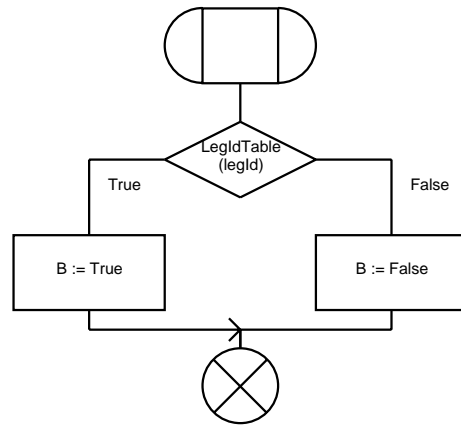 LegIdTable
(legId)
True
False
B := True
B := False